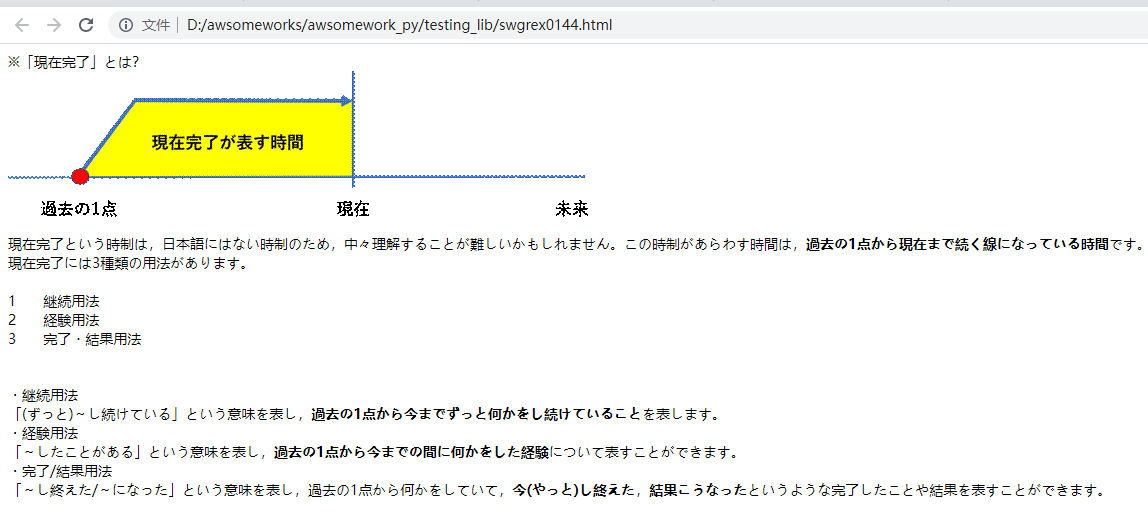 文件 | D:/awsomeworks/awsomework_py/testing_lib/swgrex0144.html
※「現在完了」とは?
現在完了が表す時間
過去の1点 現在 未来
現在完了という時制は，日本語にはない時制のため，中々理解することが難しいかもしれません。この時制があらわす時間は，過去の1点から現在まで続く線になっている時間です。
現在完了には3種類の用法があります。
1 継続用法
2 経験用法
3 完了・結果用法
・継続用法
「(ずっと)～し続けている」という意味を表し，過去の1点から今までずっと何かをし続けていることを表します。
・経験用法
「～したことがある」という意味を表し，過去の1点から今までの間に何かをした経験について表すことができます。
・完了/結果用法
「～し終えた/～になった」という意味を表し，過去の1点から何かをしていて，今(やっと)し終えた，結果こうなったというような完了したことや結果を表すことができます。